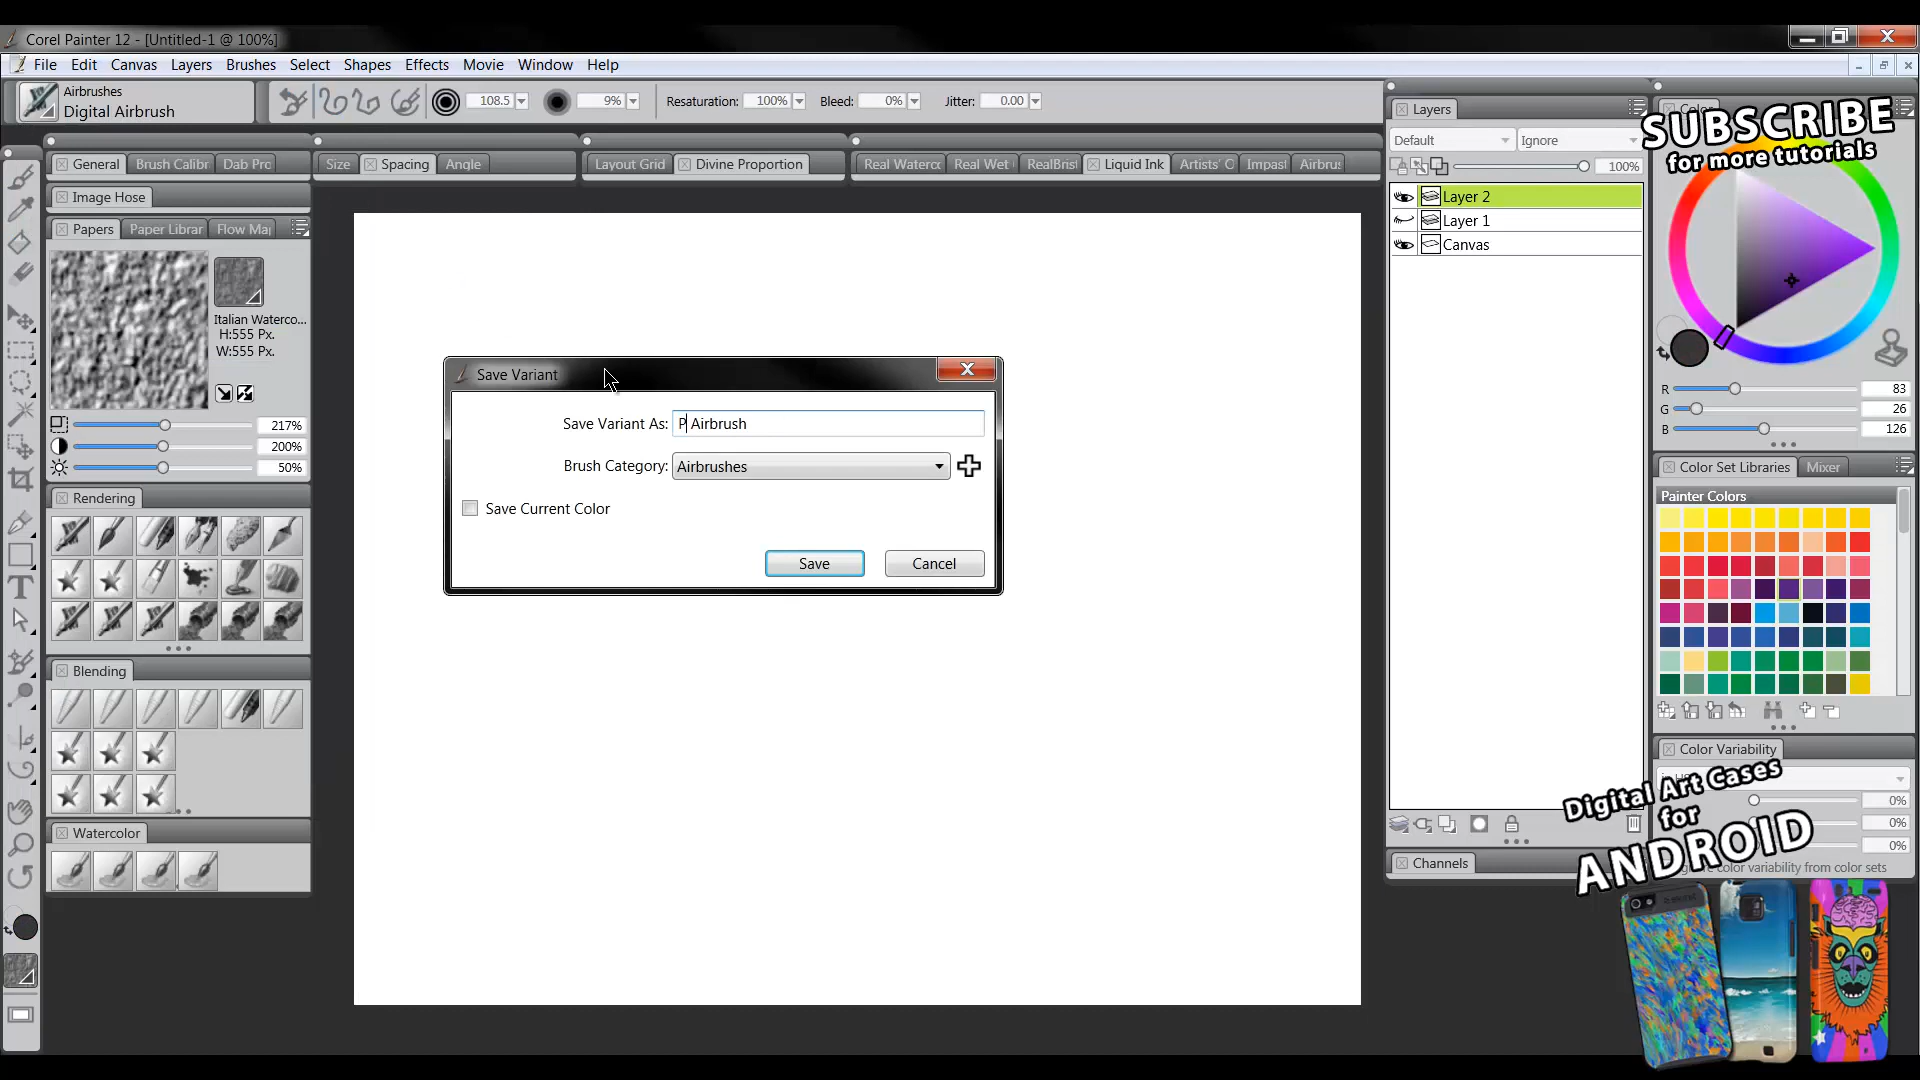 Corel Painter 12 - [Untitled-1 @ 100%]
File Edit Canvas Layers Brushes Select Shapes Effects Movie Window Help
Airbrushes
Digital Airbrush
108.5
9%
Resaturation: 100% Bleed: 0% Jitter: 0.00
General Brush Calibr Dab Pro
Size Spacing Angle
Layout Grid Divine Proportion
Real Waterco Real Wet RealBrist Liquid Ink Artists' C Impast Airbrus
Image Hose
Papers Paper Librar Flow Map
Italian Waterco...
H:555 Px.
W:555 Px.
217%
200%
50%
Rendering
Blending
Watercolor
Save Variant
Save Variant As: P Airbrush
Brush Category: Airbrushes
Save Current Color
Save Cancel
Layers
Default Ignore
100%
Layer 2
Layer 1
Canvas
Channels
Color
SUBSCRIBE
for more tutorials
R 83
G 26
B 126
Color Set Libraries Mixer
Painter Colors
Color Variability
0%
0%
0%
color variability from color sets
Digital Art Cases
for
ANDROID